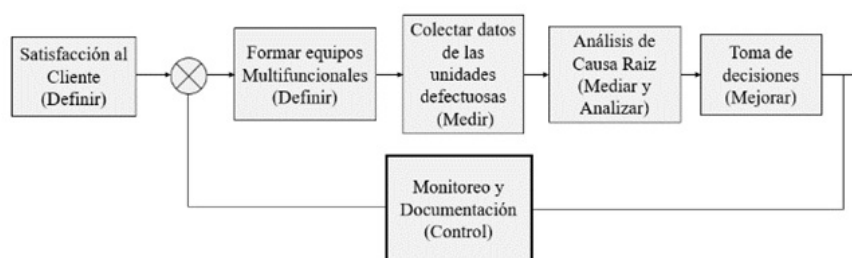 Satisfacción al
Cliente
(Definir)
Formar equipos
Multifuncionales
(Definir)
Colectar datos
de las
unidades
defectuosas
(Medir)
Análisis de
Causa Raiz
(Mediar y
Analizar)
Toma de
decisiones
(Mejorar)
Monitoreo y
Documentación
(Control)